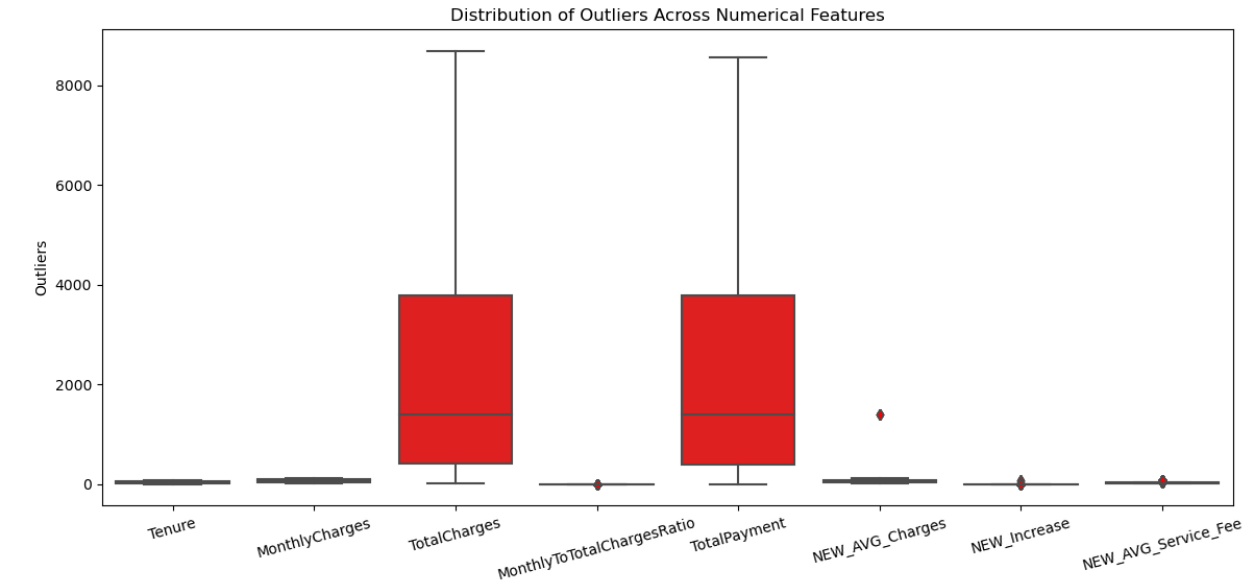 Distribution of Outliers Across Numerical Features
8000
6000
4000
2000
0
Outliers
Tenure
MonthlyCharges
TotalCharges
MonthlyToTotalChargesRatio
TotalPayment
NEW_AVG_Charges
NEW_Increase
NEW_AVG_Service_Fee